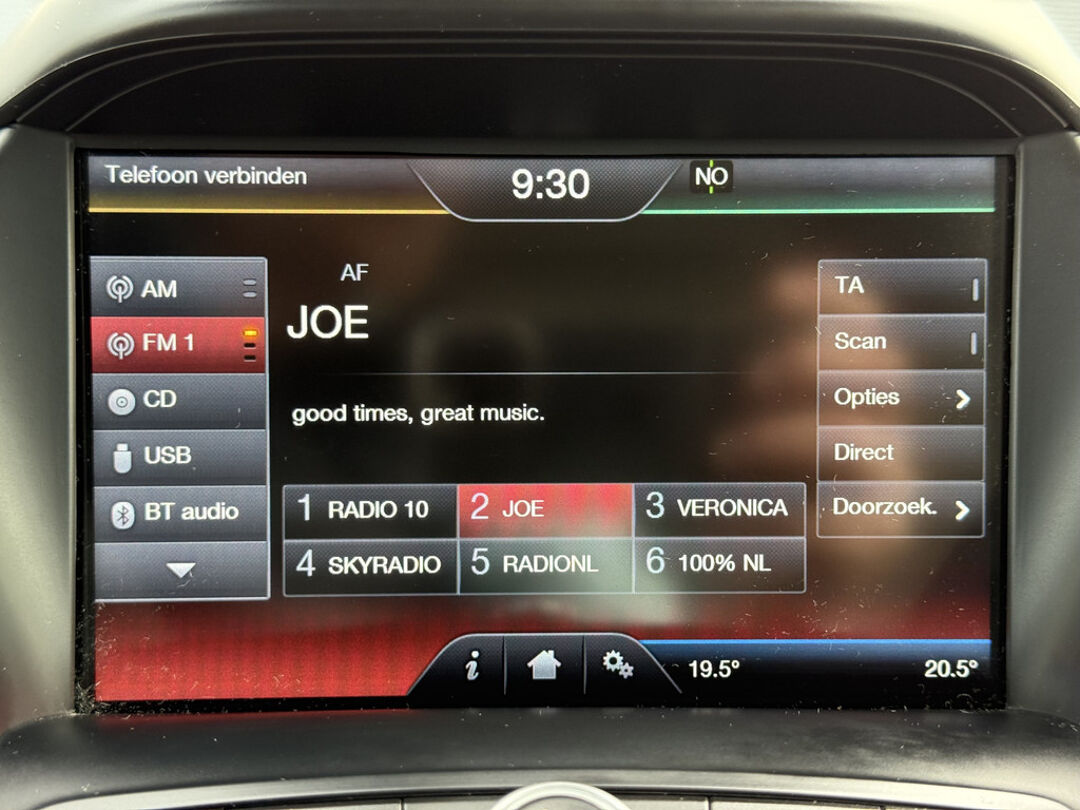 Telefoon verbinden
9:30
NO
AM
FM 1
CD
USB
BT audio
AF
JOE
good times, great music.
1 RADIO 10
2 JOE
3 VERONICA
4 SKYRADIO
5 RADIONL
6 100% NL
TA
Scan
Opties
Direct
Doorzoek.
i
19.5°
20.5°